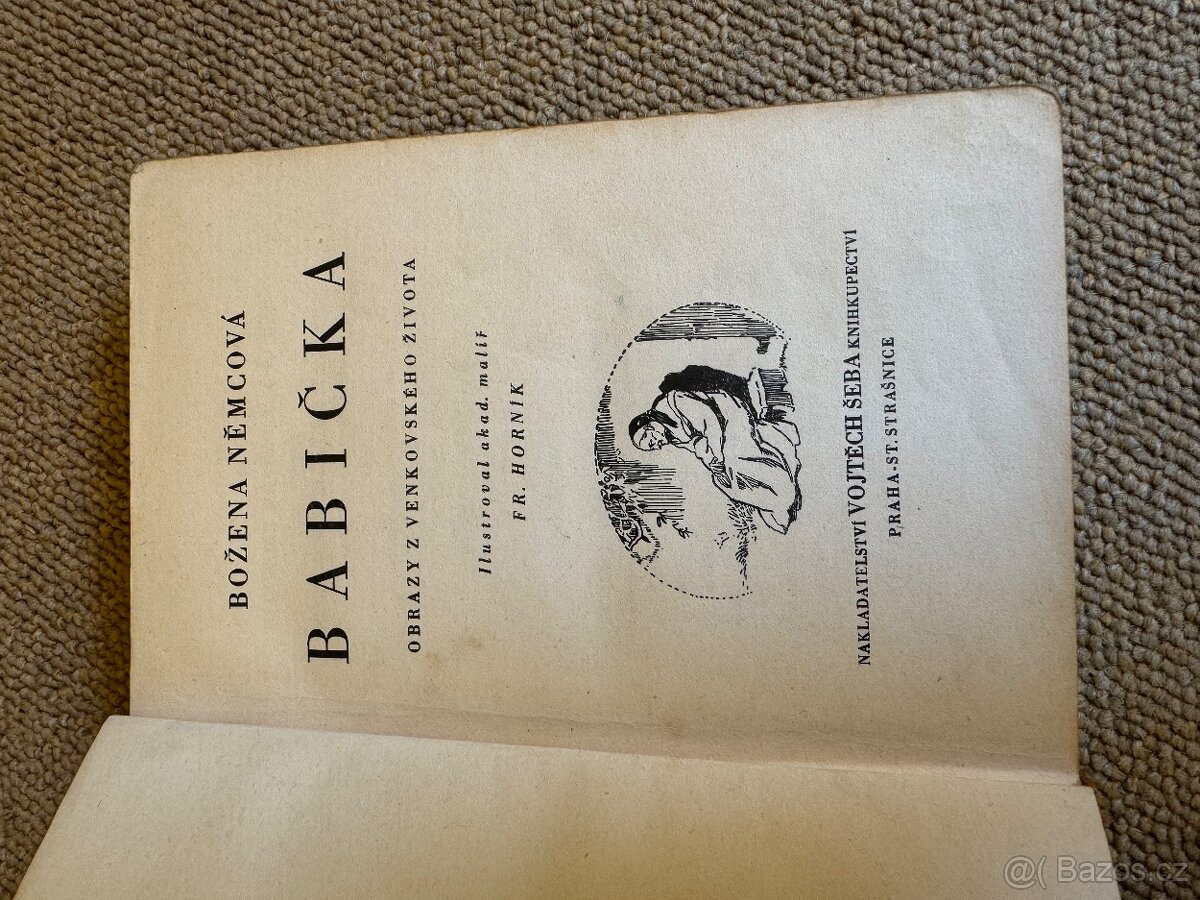 BOŽENA NĚMCOVÁ
BABIČKA
OBRAZY Z VENKOVSKÉHO ŽIVOTA
Ilustroval akad. malíř
FR. HORNÍK
NAKLADATELSTVÍ VOJTĚCH ŠEBA KNIHKUPECTVÍ
PRAHA-ST. STRAŠNICE
@( Bazos.cz